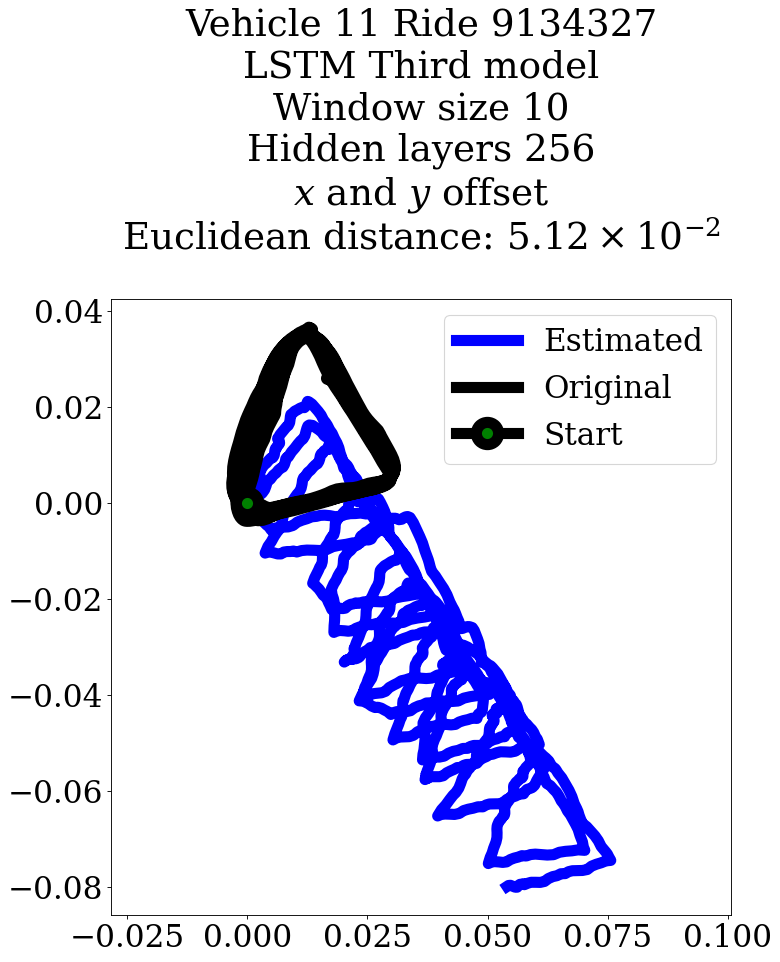 Vehicle 11 Ride 9134327
LSTM Third model
Window size 10
Hidden layers 256
x and y offset
Euclidean distance: 5.12 × 10⁻²
Estimated
Original
Start
0.04
0.02
0.00
−0.02
−0.04
−0.06
−0.08
−0.025 0.000 0.025 0.050 0.075 0.100